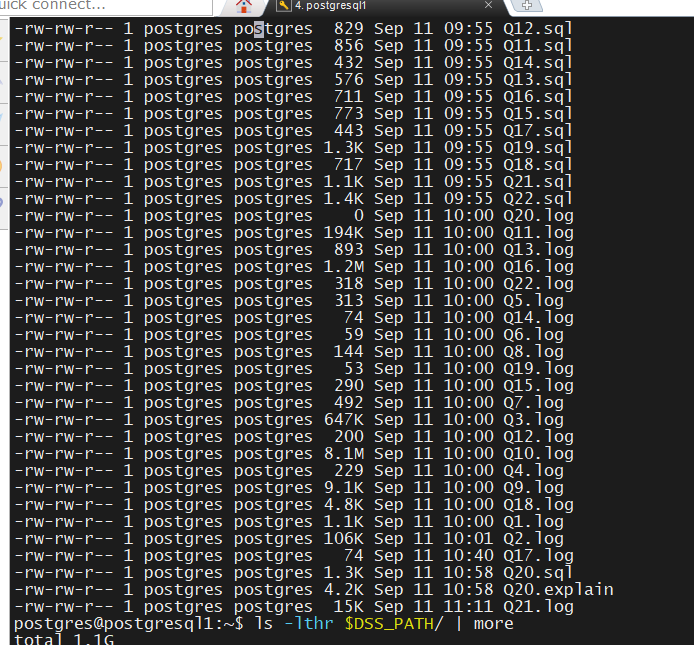 uick connect...
4. postgresql1
-rw-rw-r-- 1 postgres postgres  829 Sep 11 09:55 Q12.sql
-rw-rw-r-- 1 postgres postgres  856 Sep 11 09:55 Q11.sql
-rw-rw-r-- 1 postgres postgres  432 Sep 11 09:55 Q14.sql
-rw-rw-r-- 1 postgres postgres  576 Sep 11 09:55 Q13.sql
-rw-rw-r-- 1 postgres postgres  711 Sep 11 09:55 Q16.sql
-rw-rw-r-- 1 postgres postgres  773 Sep 11 09:55 Q15.sql
-rw-rw-r-- 1 postgres postgres  443 Sep 11 09:55 Q17.sql
-rw-rw-r-- 1 postgres postgres 1.3K Sep 11 09:55 Q19.sql
-rw-rw-r-- 1 postgres postgres  717 Sep 11 09:55 Q18.sql
-rw-rw-r-- 1 postgres postgres 1.1K Sep 11 09:55 Q21.sql
-rw-rw-r-- 1 postgres postgres 1.4K Sep 11 09:55 Q22.sql
-rw-rw-r-- 1 postgres postgres    0 Sep 11 10:00 Q20.log
-rw-rw-r-- 1 postgres postgres 194K Sep 11 10:00 Q11.log
-rw-rw-r-- 1 postgres postgres  893 Sep 11 10:00 Q13.log
-rw-rw-r-- 1 postgres postgres 1.2M Sep 11 10:00 Q16.log
-rw-rw-r-- 1 postgres postgres  318 Sep 11 10:00 Q22.log
-rw-rw-r-- 1 postgres postgres  313 Sep 11 10:00 Q5.log
-rw-rw-r-- 1 postgres postgres   74 Sep 11 10:00 Q14.log
-rw-rw-r-- 1 postgres postgres   59 Sep 11 10:00 Q6.log
-rw-rw-r-- 1 postgres postgres  144 Sep 11 10:00 Q8.log
-rw-rw-r-- 1 postgres postgres   53 Sep 11 10:00 Q19.log
-rw-rw-r-- 1 postgres postgres  290 Sep 11 10:00 Q15.log
-rw-rw-r-- 1 postgres postgres  492 Sep 11 10:00 Q7.log
-rw-rw-r-- 1 postgres postgres 647K Sep 11 10:00 Q3.log
-rw-rw-r-- 1 postgres postgres  200 Sep 11 10:00 Q12.log
-rw-rw-r-- 1 postgres postgres 8.1M Sep 11 10:00 Q10.log
-rw-rw-r-- 1 postgres postgres  229 Sep 11 10:00 Q4.log
-rw-rw-r-- 1 postgres postgres 9.1K Sep 11 10:00 Q9.log
-rw-rw-r-- 1 postgres postgres 4.8K Sep 11 10:00 Q18.log
-rw-rw-r-- 1 postgres postgres 1.1K Sep 11 10:00 Q1.log
-rw-rw-r-- 1 postgres postgres 106K Sep 11 10:01 Q2.log
-rw-rw-r-- 1 postgres postgres   74 Sep 11 10:40 Q17.log
-rw-rw-r-- 1 postgres postgres 1.3K Sep 11 10:58 Q20.sql
-rw-rw-r-- 1 postgres postgres 4.2K Sep 11 10:58 Q20.explain
-rw-rw-r-- 1 postgres postgres  15K Sep 11 11:11 Q21.log
postgres@postgresql1:~$ ls -lthr $DSS_PATH/ | more
total 1.1G